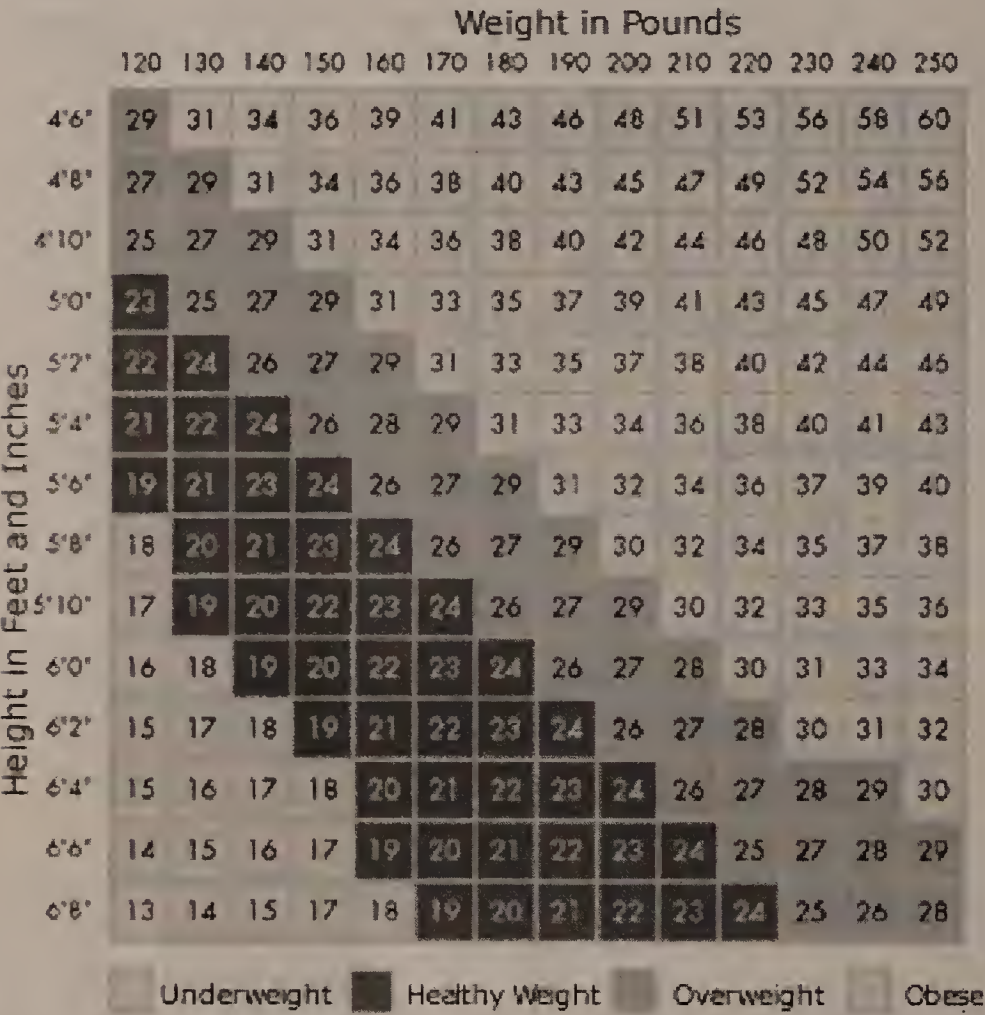 Weight in Pounds
120 130 140 150 160 170 180 190 200 210 220 230 240 250
4'6" 29 31 34 36 39 41 43 46 48 51 53 56 58 60
4'8" 27 29 31 34 36 38 40 43 45 47 49 52 54 56
4'10" 25 27 29 31 34 36 38 40 42 44 46 48 50 52
5'0" 23 25 27 29 31 33 35 37 39 41 43 45 47 49
5'2" 22 24 26 27 29 31 33 35 37 38 40 42 44 46
5'4" 21 22 24 26 28 29 31 33 34 36 38 40 41 43
5'6" 19 21 23 24 26 27 29 31 32 34 36 37 39 40
5'8" 18 20 21 23 24 26 27 29 30 32 34 35 37 38
5'10" 17 19 20 22 23 24 26 27 29 30 32 33 35 36
6'0" 16 18 19 20 22 23 24 26 27 28 30 31 33 34
6'2" 15 17 18 19 21 22 23 24 26 27 28 30 31 32
6'4" 15 16 17 18 20 21 22 23 24 26 27 28 29 30
6'6" 14 15 16 17 19 20 21 22 23 24 25 27 28 29
6'8" 13 14 15 17 18 19 20 21 22 23 24 25 26 28
Height in Feet and Inches
Underweight Healthy Weight Overweight Obese